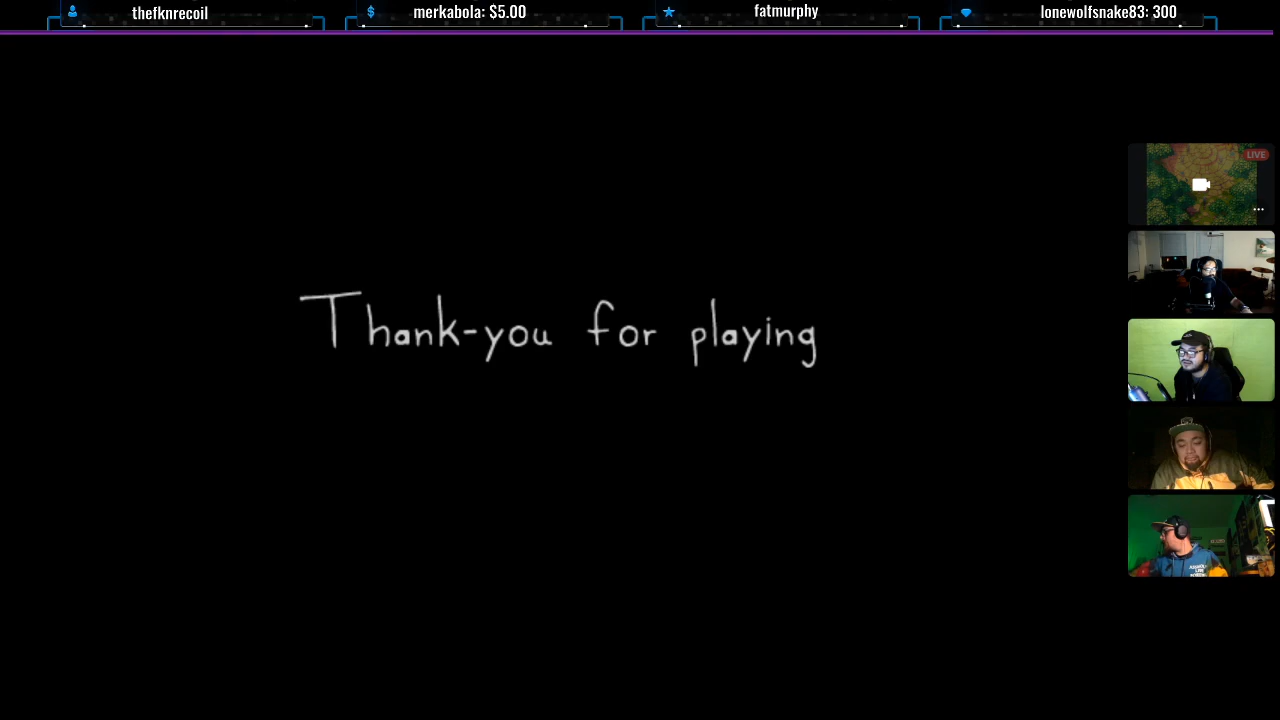 thefknrecoil
merkabola: $5.00
fatmurphy
lonewolfsnake83: 300
LIVE
Thank-you for playing